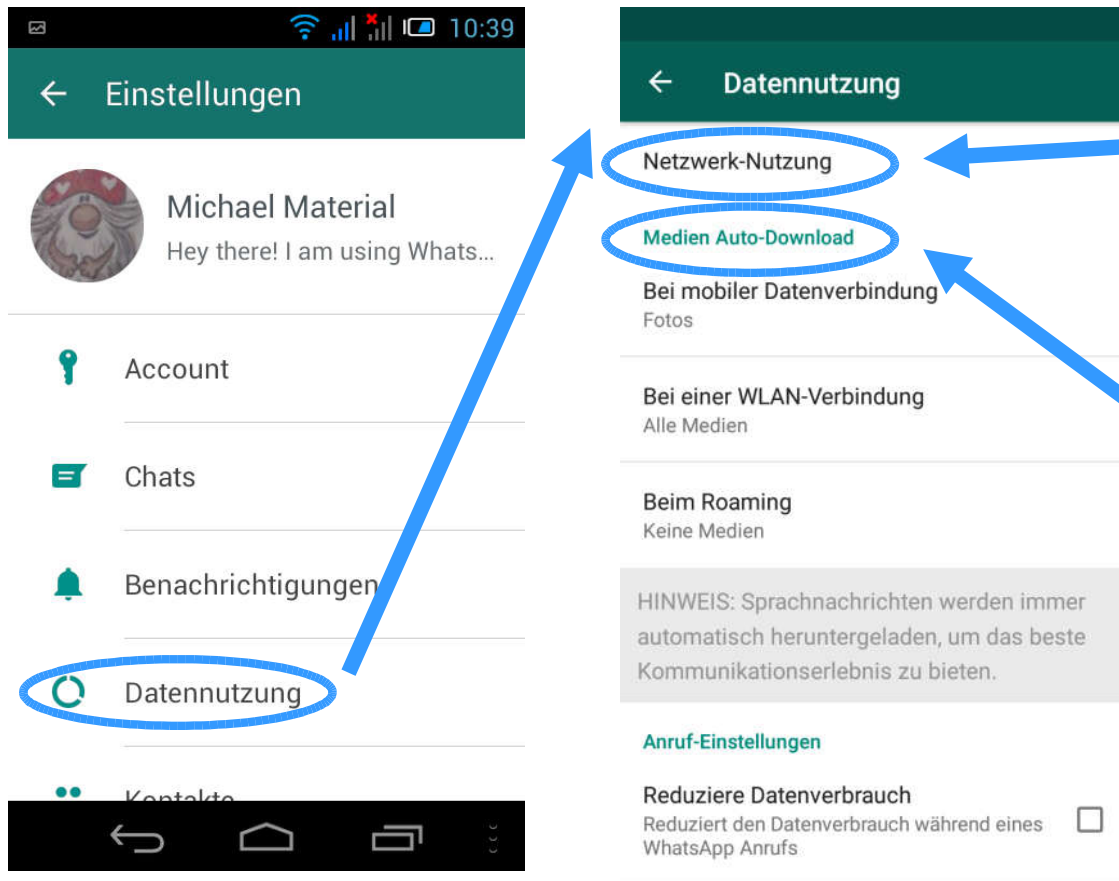 10:39
Einstellungen
Michael Material
Hey there! I am using Whats...
Account
Chats
Benachrichtigungen
Datennutzung
Kontakte
Datennutzung
Netzwerk-Nutzung
Medien Auto-Download
Bei mobiler Datenverbindung
Fotos
Bei einer WLAN-Verbindung
Alle Medien
Beim Roaming
Keine Medien
HINWEIS: Sprachnachrichten werden immer
automatisch heruntergeladen, um das beste
Kommunikationserlebnis zu bieten.
Anruf-Einstellungen
Reduziere Datenverbrauch
Reduziert den Datenverbrauch während eines
WhatsApp Anrufs